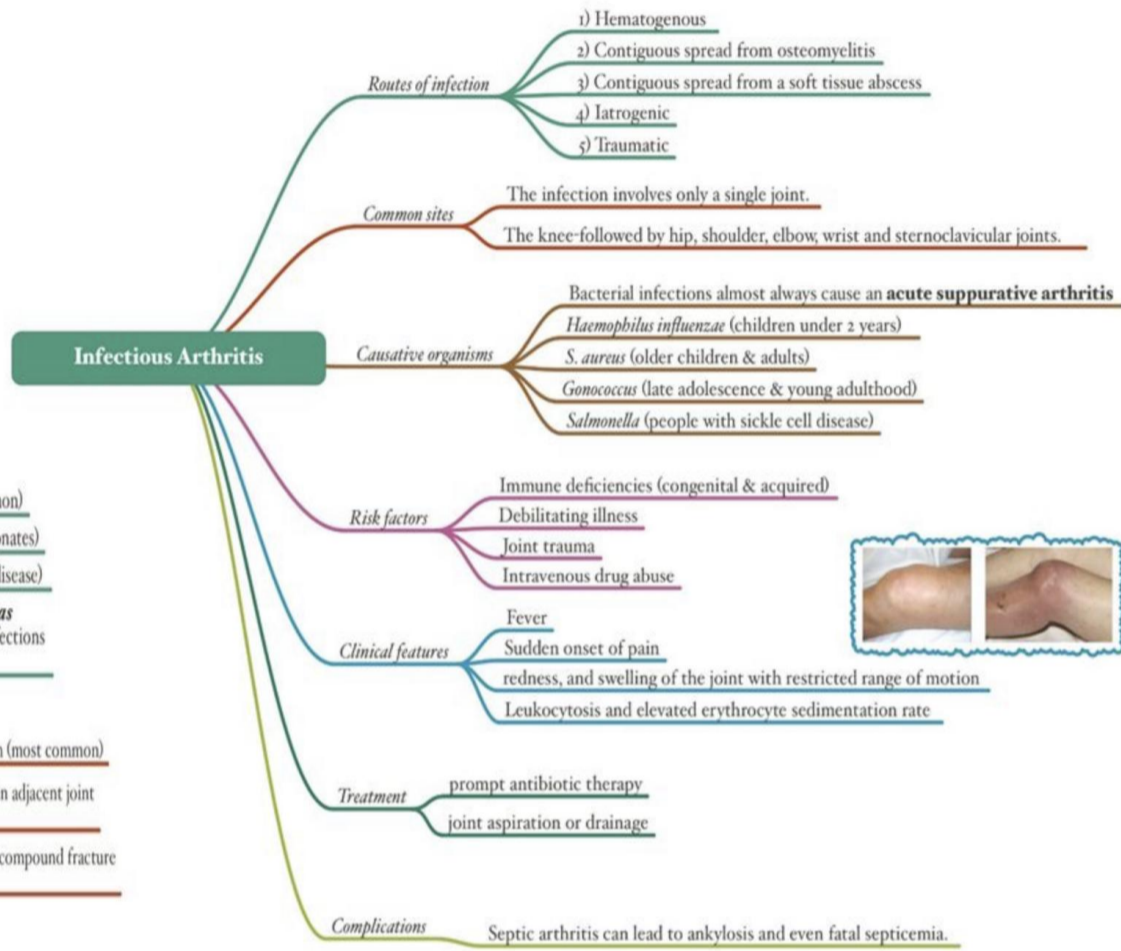 Infectious Arthritis
Routes of infection
1) Hematogenous
2) Contiguous spread from osteomyelitis
3) Contiguous spread from a soft tissue abscess
4) Iatrogenic
5) Traumatic
Common sites
The infection involves only a single joint.
The knee-followed by hip, shoulder, elbow, wrist and sternoclavicular joints.
Causative organisms
Bacterial infections almost always cause an acute suppurative arthritis
Haemophilus influenzae (children under 2 years)
S. aureus (older children & adults)
Gonococcus (late adolescence & young adulthood)
Salmonella (people with sickle cell disease)
Risk factors
Immune deficiencies (congenital & acquired)
Debilitating illness
Joint trauma
Intravenous drug abuse
Clinical features
Fever
Sudden onset of pain
redness, and swelling of the joint with restricted range of motion
Leukocytosis and elevated erythrocyte sedimentation rate
Treatment
prompt antibiotic therapy
joint aspiration or drainage
Complications
Septic arthritis can lead to ankylosis and even fatal septicemia.
(most common)
adjacent joint
compound fracture